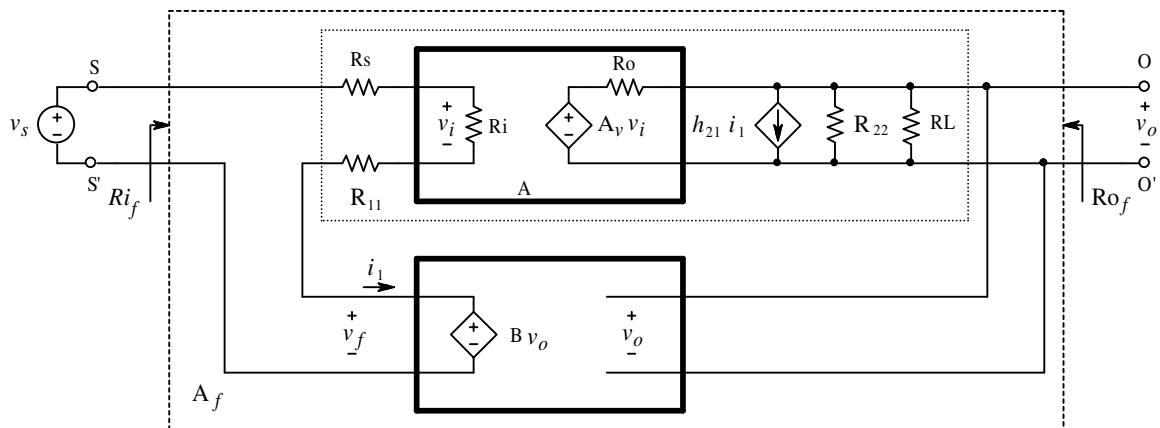 S
Rs
Ro
O
v_s
+
-
+
v_i
-
Ri
+
-
A_v v_i
h_21 i_1
R_22
RL
+
v_o
-
S'
Ri_f
R_11
A
Ro_f
O'
i_1
+
v_f
-
+
-
B v_o
+
v_o
-
A_f